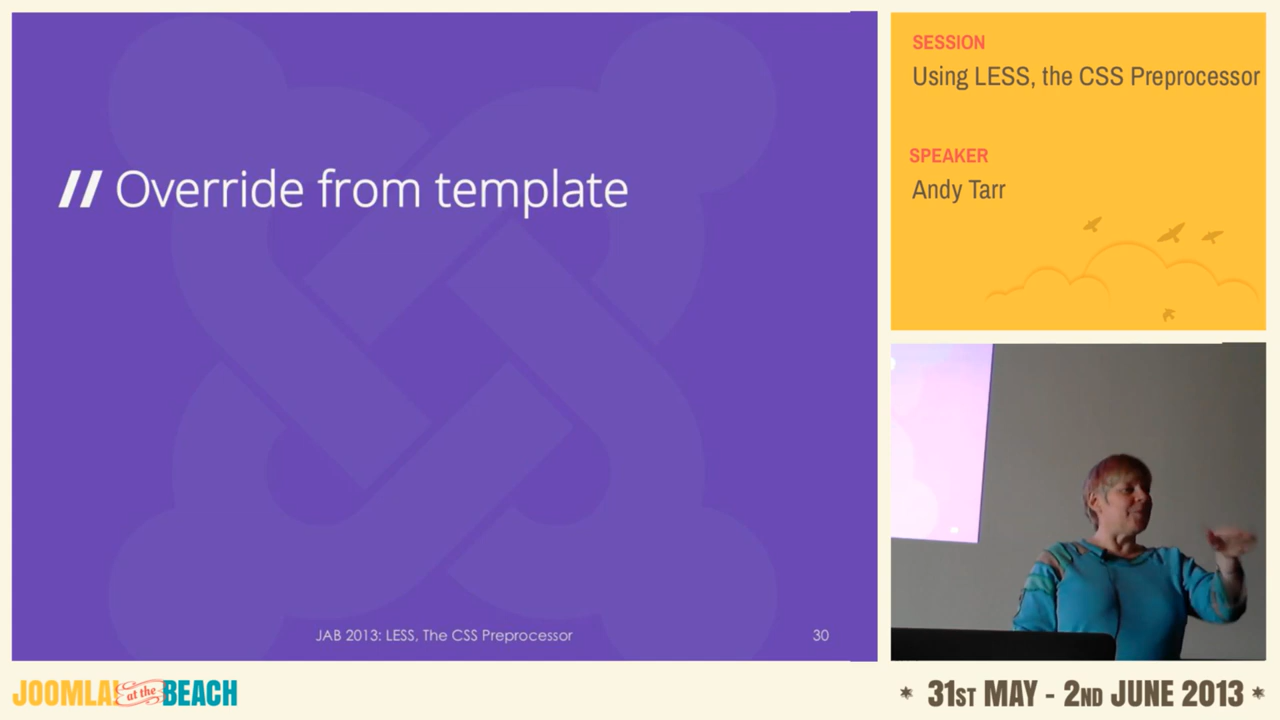 // Override from template
JAB 2013: LESS, The CSS Preprocessor
30
SESSION
Using LESS, the CSS Preprocessor
SPEAKER
Andy Tarr
JOOMLA! at the BEACH
* 31ST MAY - 2ND JUNE 2013 *